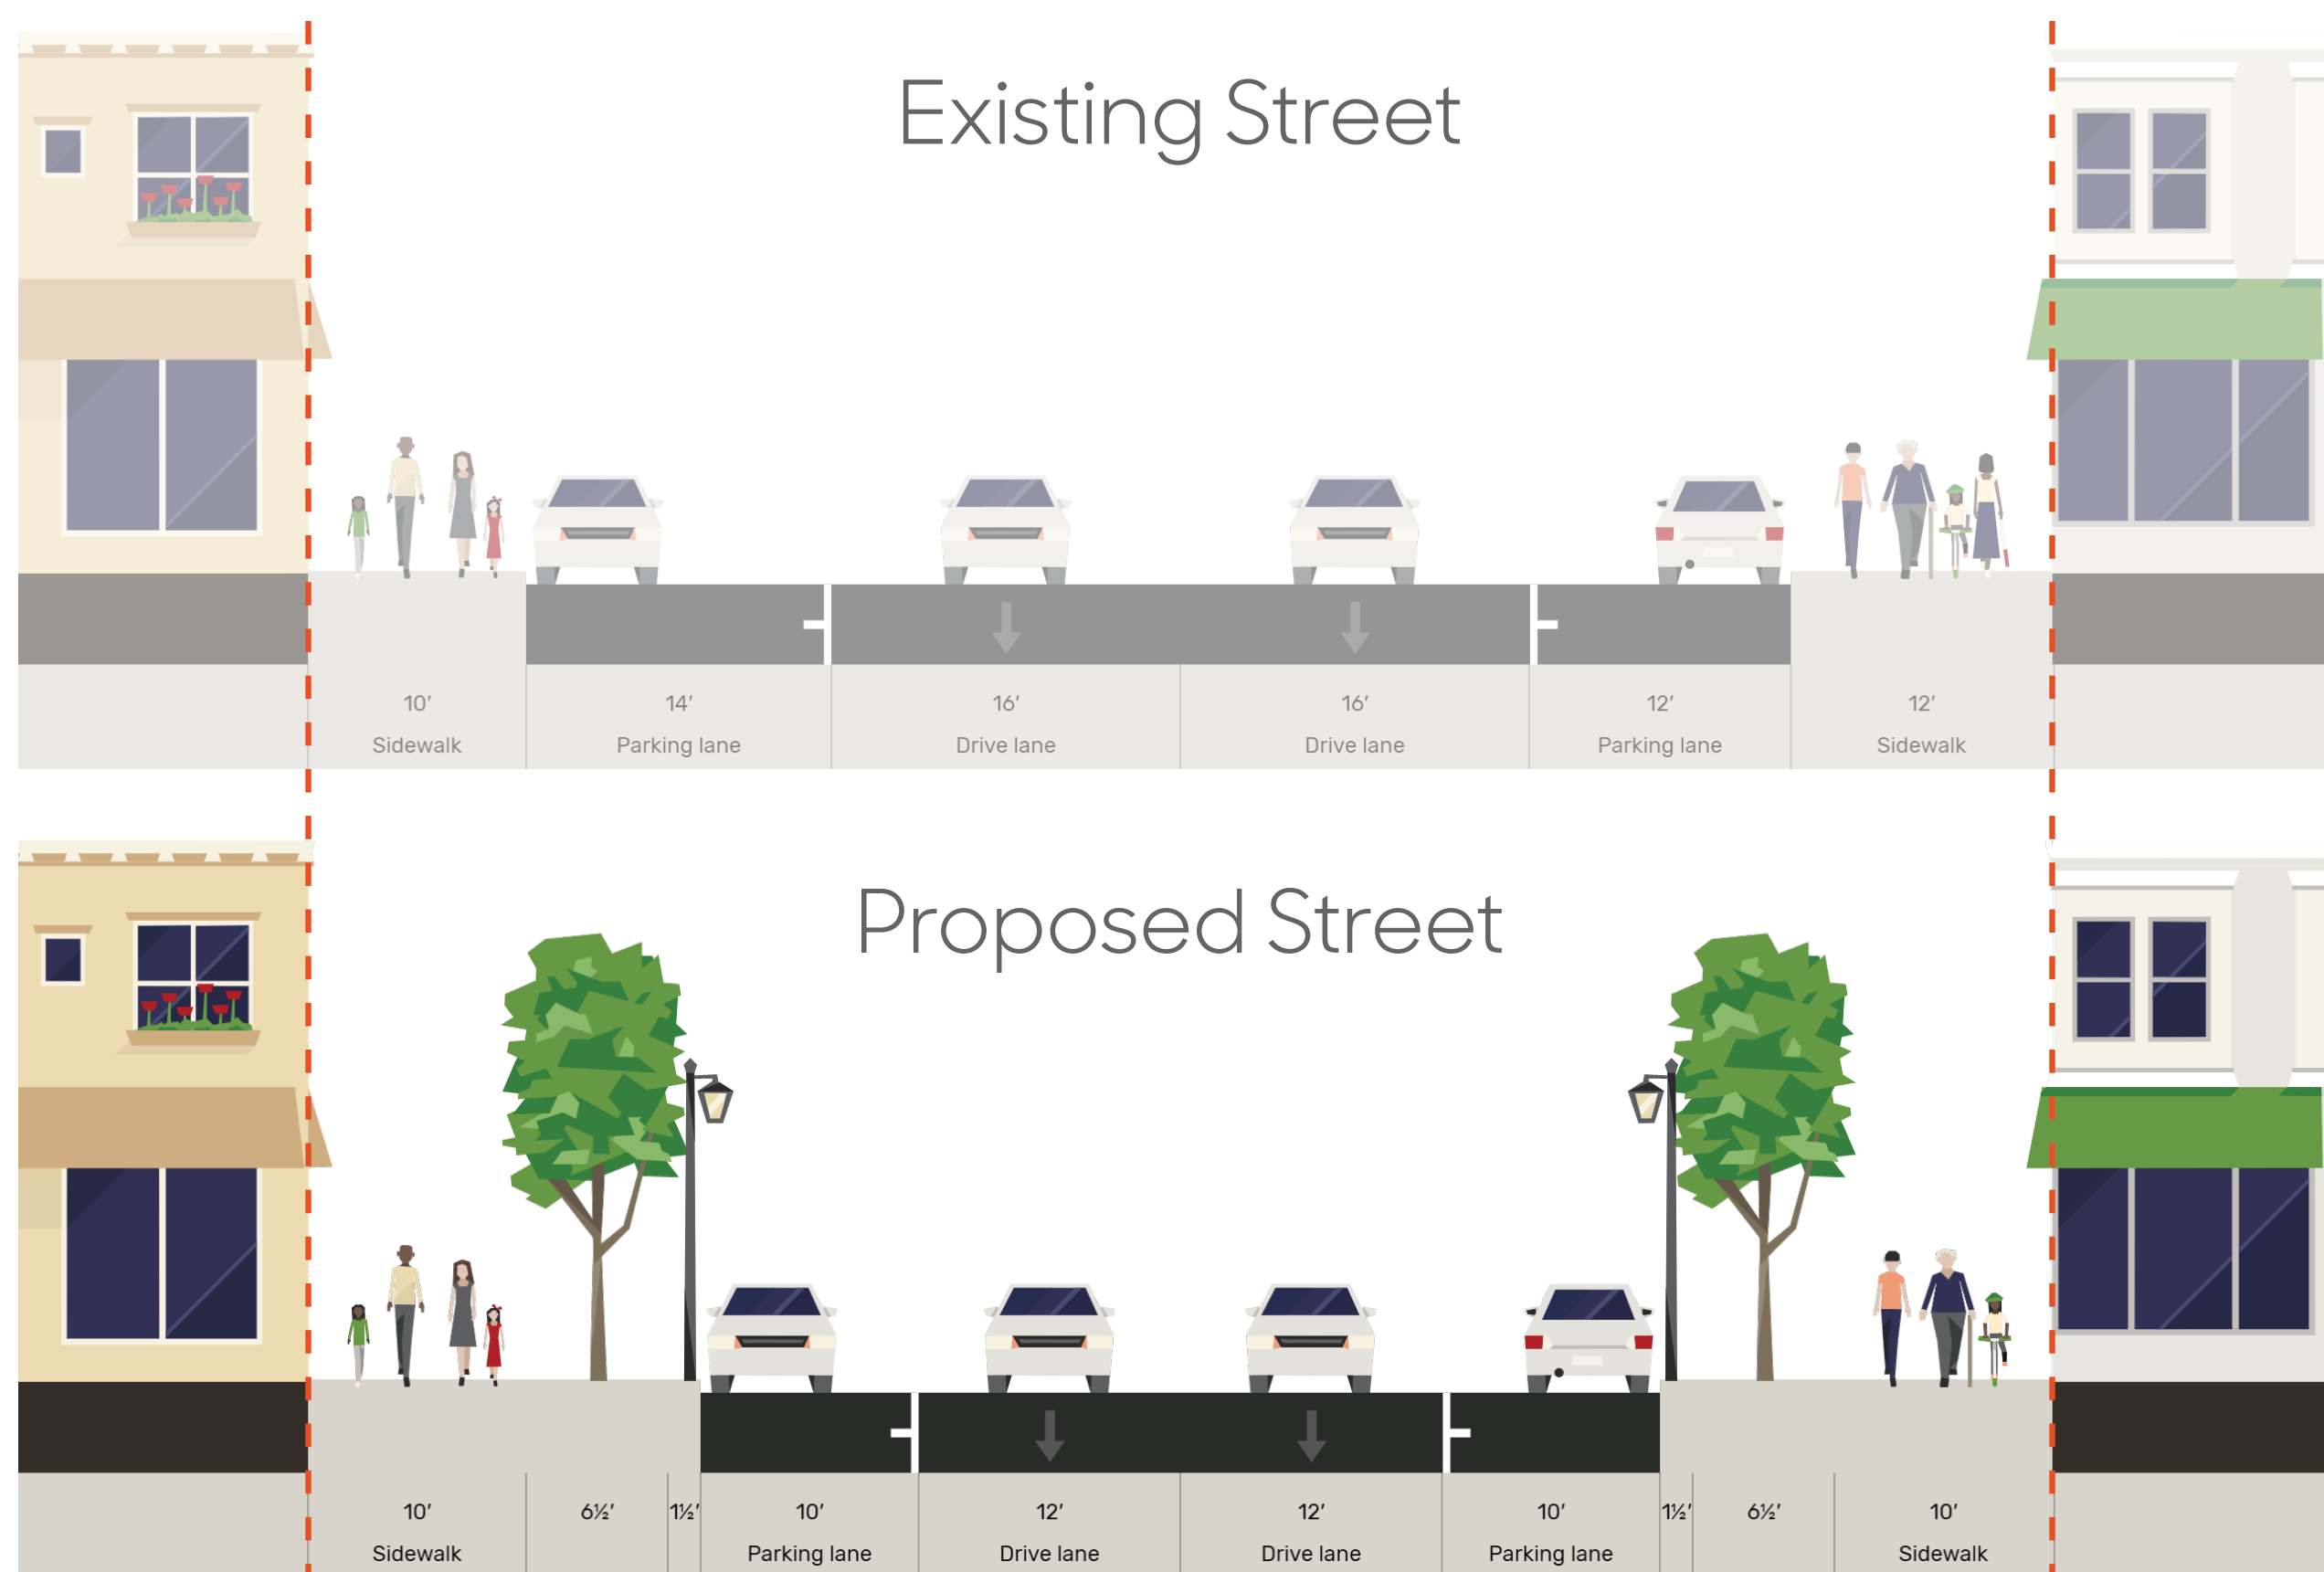 Existing Street
10′ 14′ 16′ 16′ 12′ 12′
Sidewalk Parking lane Drive lane Drive lane Parking lane Sidewalk
Proposed Street
10′ 6½′ 1½′ 10′ 12′ 12′ 10′ 1½′ 6½′ 10′
Sidewalk Parking lane Drive lane Drive lane Parking lane Sidewalk